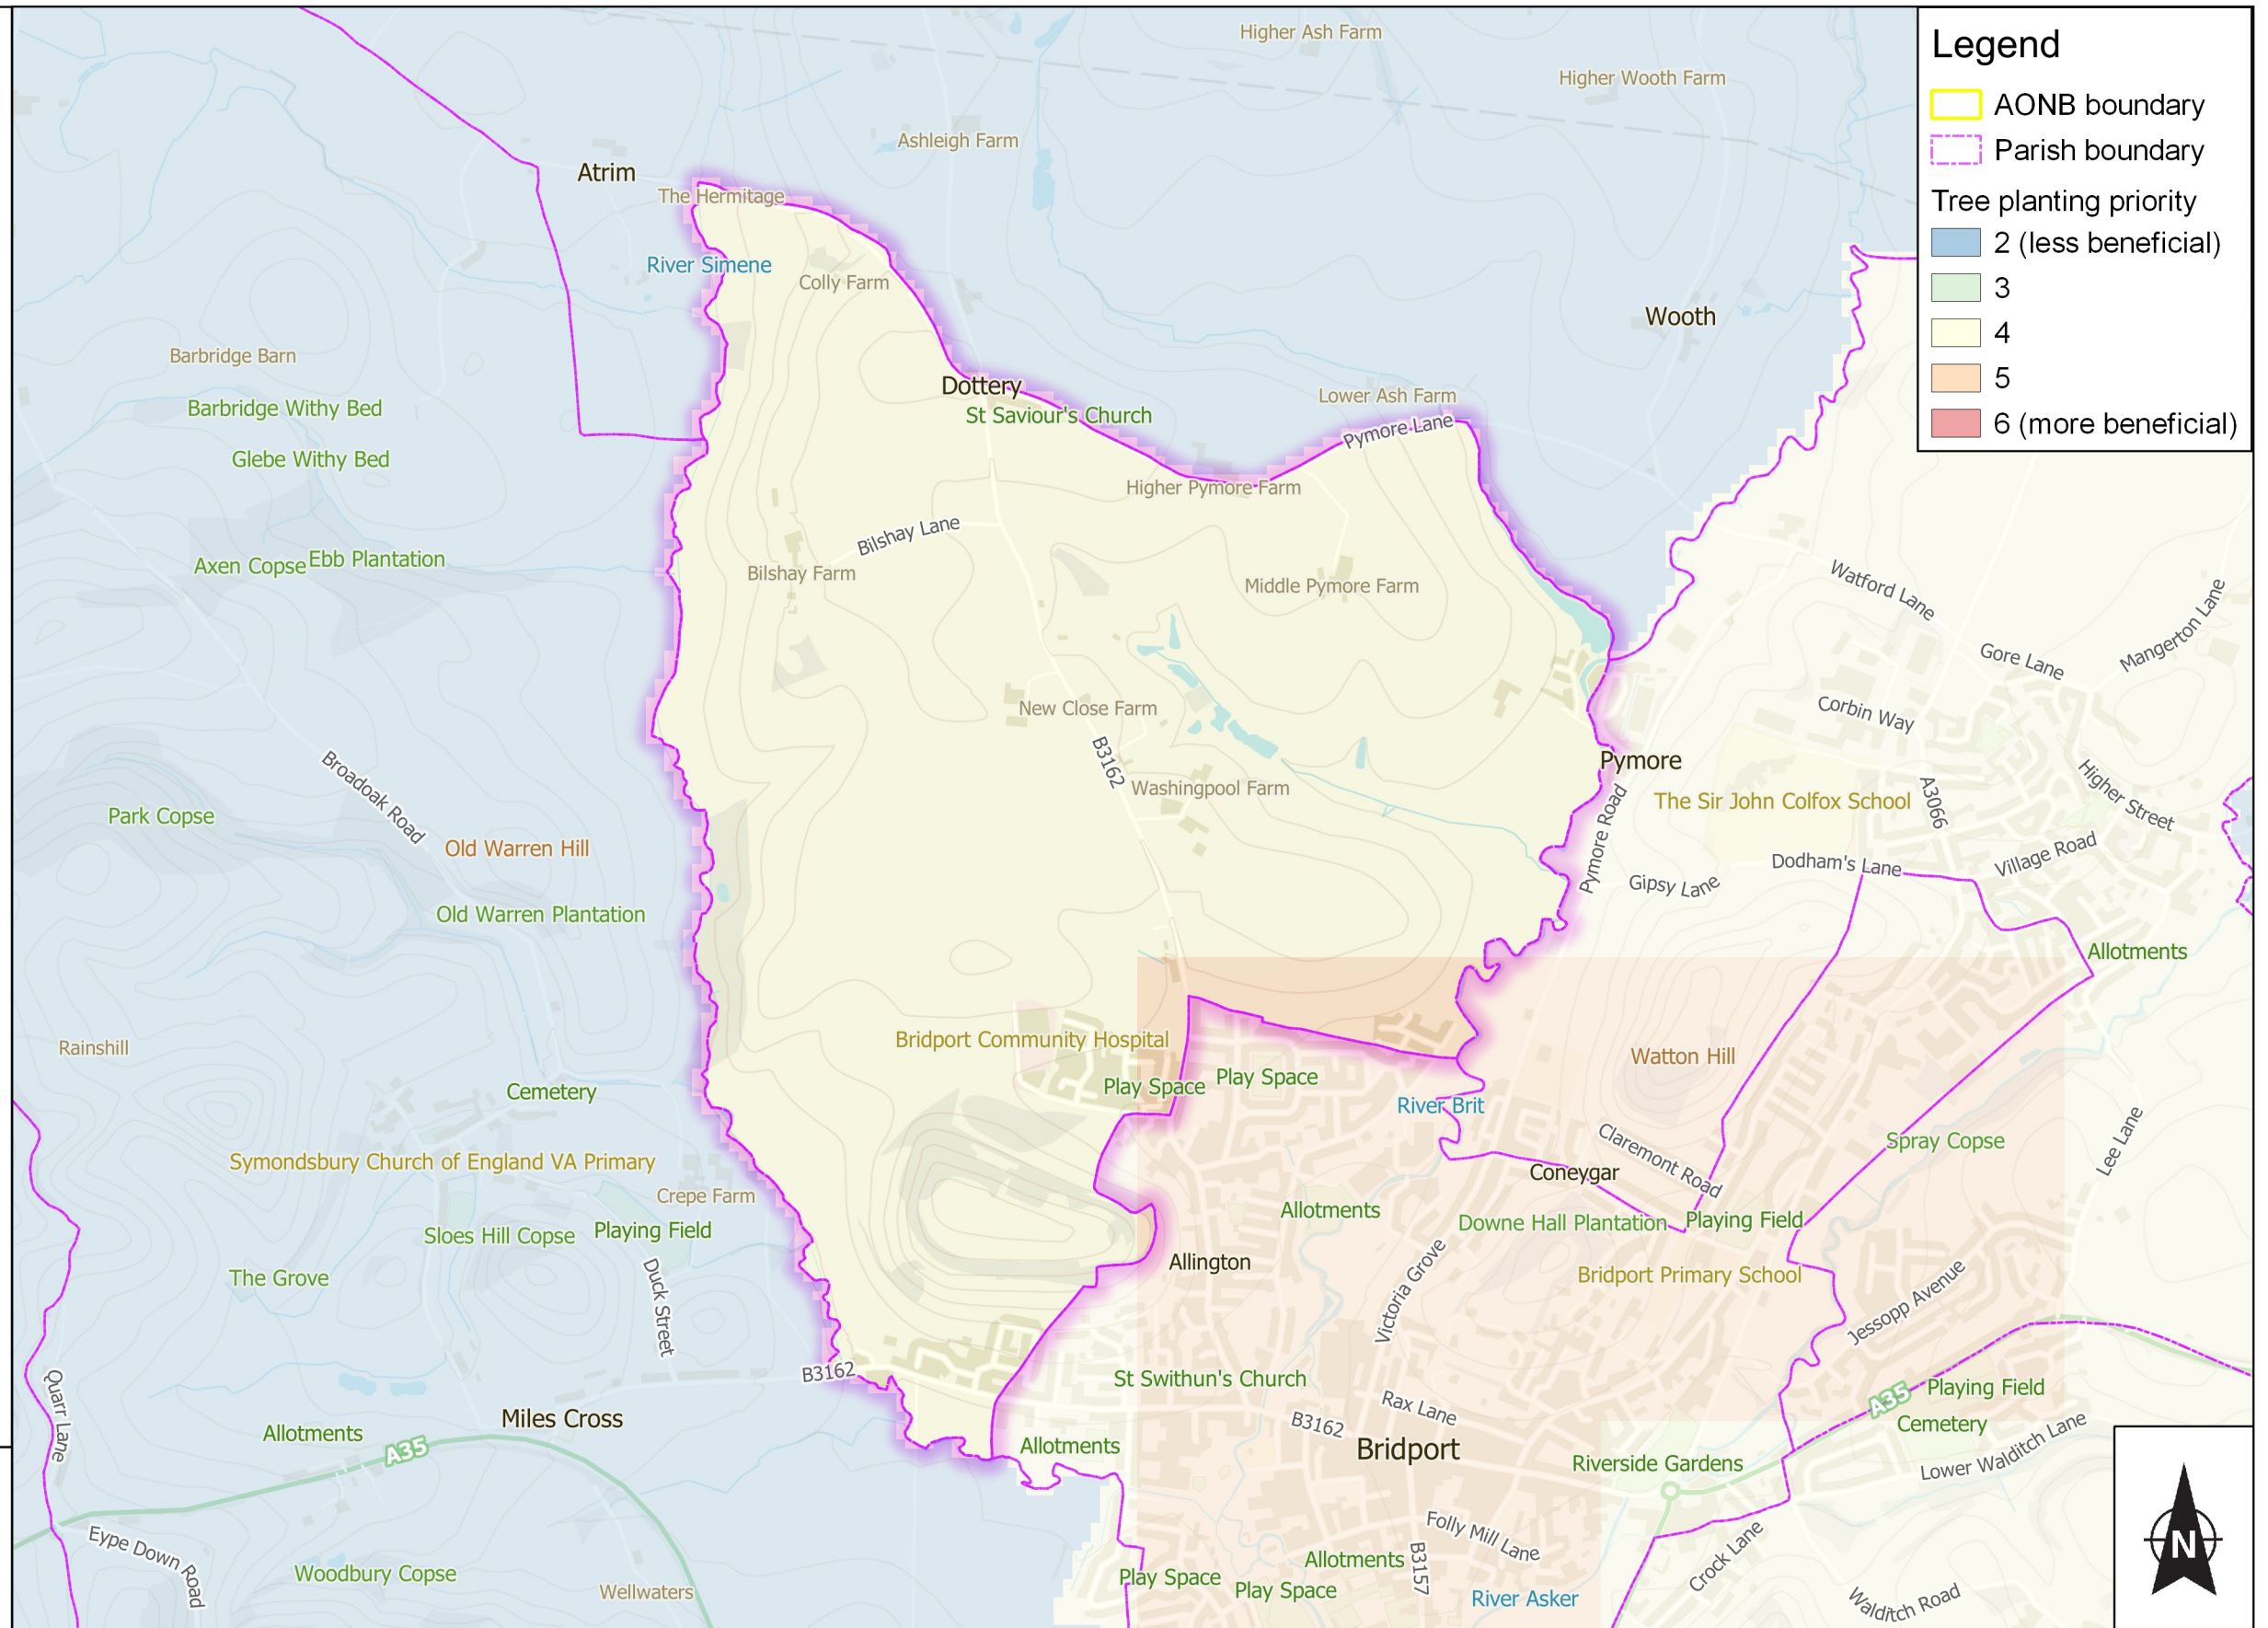 Legend
AONB boundary
Parish boundary
Tree planting priority
2 (less beneficial)
3
4
5
6 (more beneficial)
Higher Ash Farm
Higher Wooth Farm
Ashleigh Farm
Atrim
The Hermitage
River Simene
Colly Farm
Wooth
Barbridge Barn
Dottery
Lower Ash Farm
Barbridge Withy Bed
St Saviour's Church
Pymore Lane
Glebe Withy Bed
Higher Pymore Farm
Bilshay Lane
Axen Copse
Ebb Plantation
Bilshay Farm
Middle Pymore Farm
Watford Lane
Mangerton Lane
Gore Lane
New Close Farm
Corbin Way
B3162
Pymore
Broadoak Road
Washingpool Farm
The Sir John Colfox School
A3066
Higher Street
Park Copse
Pymore Road
Old Warren Hill
Village Road
Dodham's Lane
Gipsy Lane
Old Warren Plantation
Allotments
Bridport Community Hospital
Rainshill
Watton Hill
Cemetery
Play Space
Play Space
River Brit
Spray Copse
Lee Lane
Claremont Road
Symondsbury Church of England VA Primary
Coneygar
Crepe Farm
Allotments
Downe Hall Plantation
Playing Field
Sloes Hill Copse
Playing Field
Allington
The Grove
Duck Street
Victoria Grove
Bridport Primary School
Jessopp Avenue
B3162
St Swithun's Church
Playing Field
A35
Quarr Lane
Rax Lane
Cemetery
Miles Cross
B3162
Allotments
A35
Allotments
Bridport
Riverside Gardens
Lower Walditch Lane
Eype Down Road
Folly Mill Lane
Crock Lane
N
Woodbury Copse
Wellwaters
Play Space
Play Space
Allotments
B3157
River Asker
Walditch Road